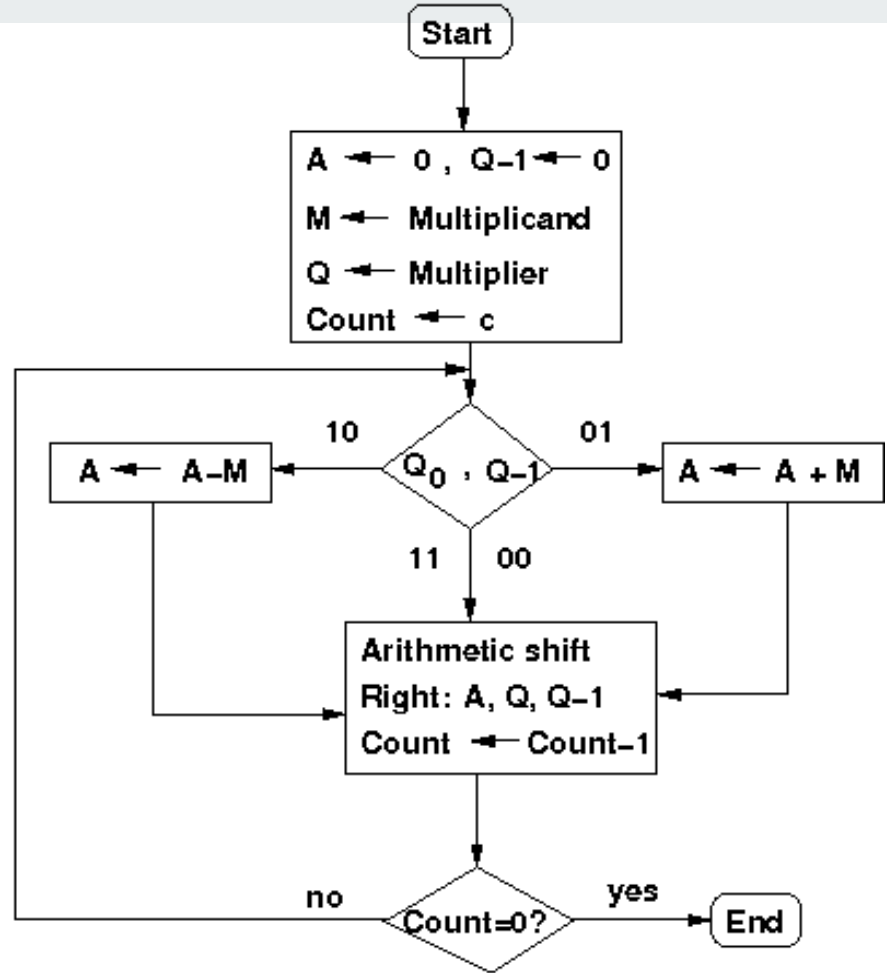 Start
A ← 0 , Q−1 ← 0
M ← Multiplicand
Q ← Multiplier
Count ← c
10
01
A ← A−M
Q0 , Q−1
A ← A + M
11 00
Arithmetic shift
Right: A, Q, Q−1
Count ← Count−1
no
yes
Count=0?
End